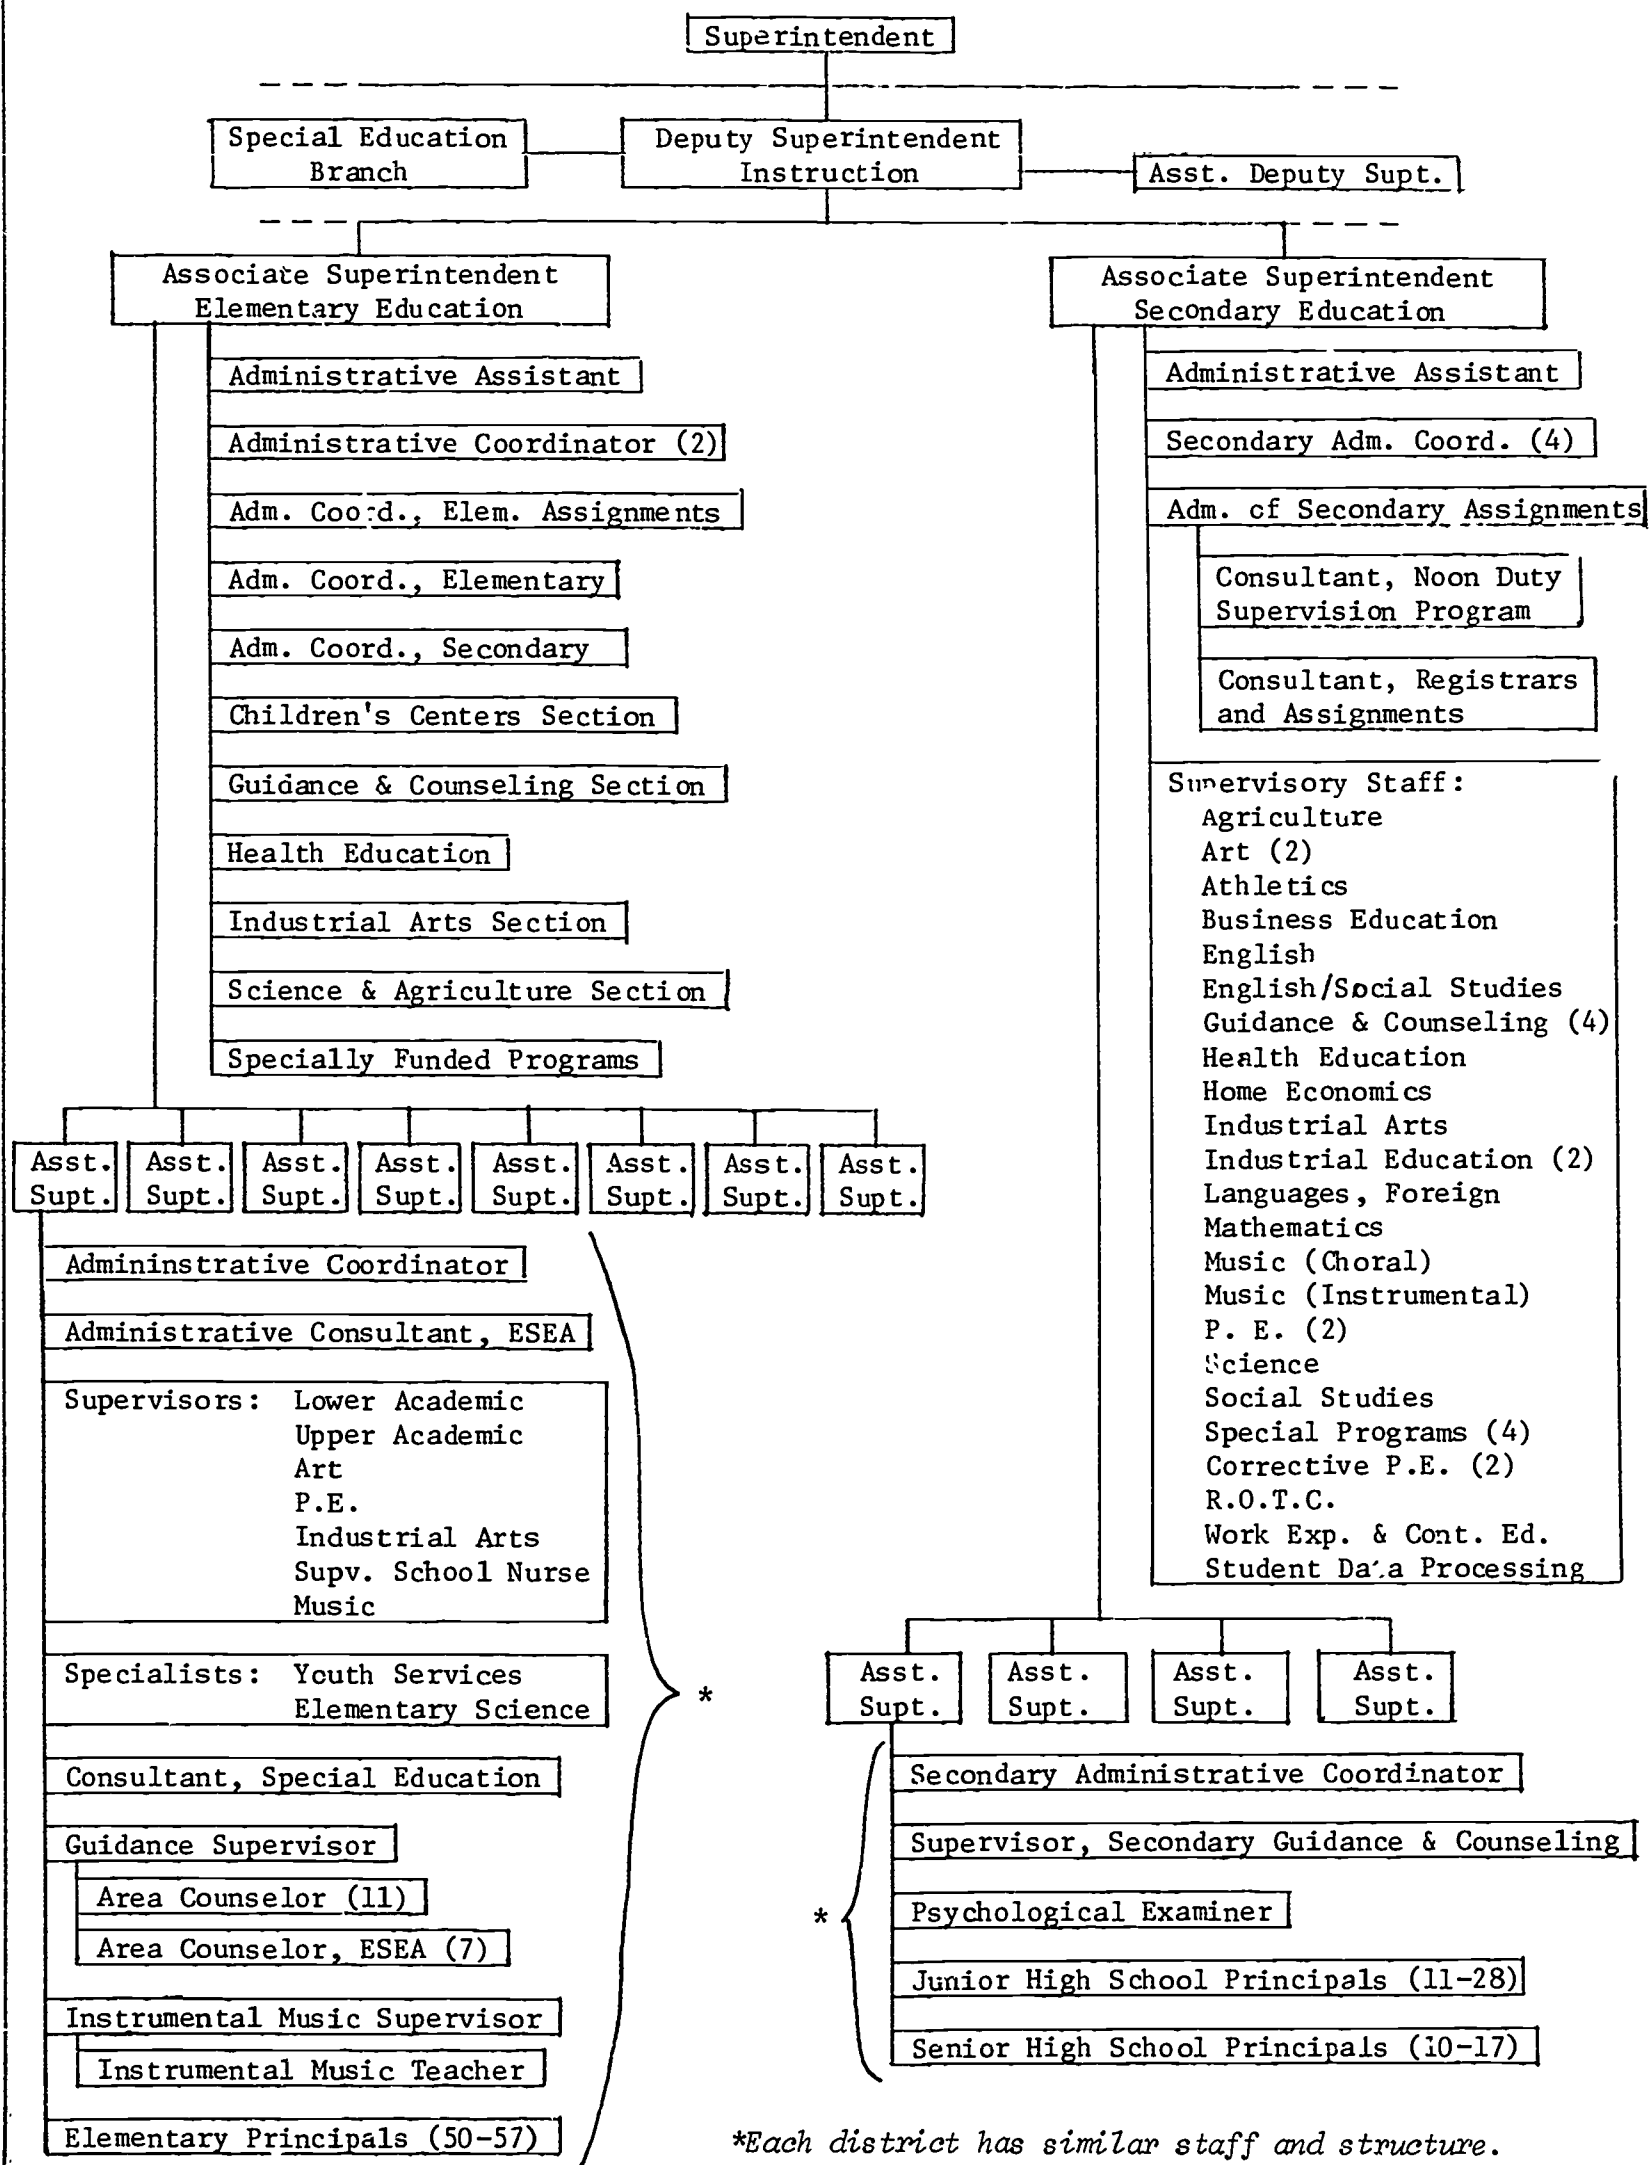 Superintendent
Special Education
Branch
Deputy Superintendent
Instruction
Asst. Deputy Supt.
Associate Superintendent
Elementary Education
Administrative Assistant
Administrative Coordinator (2)
Adm. Coord., Elem. Assignments
Adm. Coord., Elementary
Adm. Coord., Secondary
Children's Centers Section
Guidance & Counseling Section
Health Education
Industrial Arts Section
Science & Agriculture Section
Specially Funded Programs
Asst.
Supt.
Asst.
Supt.
Asst.
Supt.
Asst.
Supt.
Asst.
Supt.
Asst.
Supt.
Asst.
Supt.
Asst.
Supt.
Admininstrative Coordinator
Administrative Consultant, ESEA
Supervisors: Lower Academic
Upper Academic
Art
P.E.
Industrial Arts
Supv. School Nurse
Music
Specialists: Youth Services
Elementary Science
*
Consultant, Special Education
Guidance Supervisor
Area Counselor (11)
Area Counselor, ESEA (7)
Instrumental Music Supervisor
Instrumental Music Teacher
Elementary Principals (50-57)
Associate Superintendent
Secondary Education
Administrative Assistant
Secondary Adm. Coord. (4)
Adm. of Secondary Assignments
Consultant, Noon Duty
Supervision Program
Consultant, Registrars
and Assignments
Supervisory Staff:
Agriculture
Art (2)
Athletics
Business Education
English
English/Social Studies
Guidance & Counseling (4)
Health Education
Home Economics
Industrial Arts
Industrial Education (2)
Languages, Foreign
Mathematics
Music (Choral)
Music (Instrumental)
P. E. (2)
Science
Social Studies
Special Programs (4)
Corrective P.E. (2)
R.O.T.C.
Work Exp. & Cont. Ed.
Student Data Processing
Asst.
Supt.
Asst.
Supt.
Asst.
Supt.
Asst.
Supt.
Secondary Administrative Coordinator
Supervisor, Secondary Guidance & Counseling
*
Psychological Examiner
Junior High School Principals (11-28)
Senior High School Principals (10-17)
*Each district has similar staff and structure.